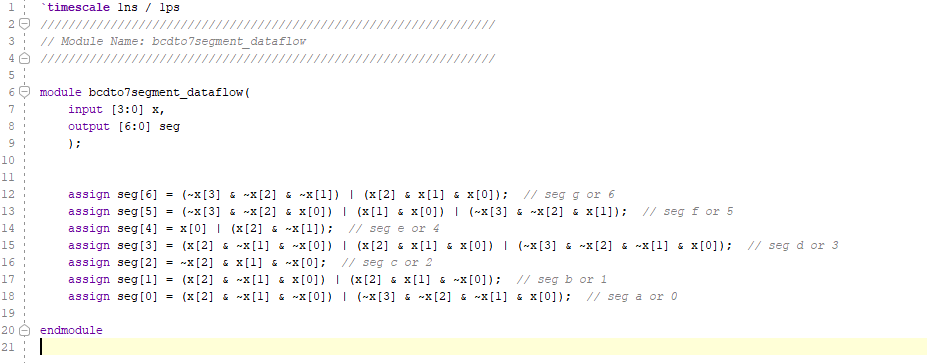 1 `timescale 1ns / 1ps
2 //////////////////////////////////////////////////////////////////
3 // Module Name: bcdto7segment_dataflow
4 //////////////////////////////////////////////////////////////////
5
6 module bcdto7segment_dataflow(
7 input [3:0] x,
8 output [6:0] seg
9 );
10
11
12 assign seg[6] = (~x[3] & ~x[2] & ~x[1]) | (x[2] & x[1] & x[0]); // seg g or 6
13 assign seg[5] = (~x[3] & ~x[2] & x[0]) | (x[1] & x[0]) | (~x[3] & ~x[2] & x[1]); // seg f or 5
14 assign seg[4] = x[0] | (x[2] & ~x[1]); // seg e or 4
15 assign seg[3] = (x[2] & ~x[1] & ~x[0]) | (x[2] & x[1] & x[0]) | (~x[3] & ~x[2] & ~x[1] & x[0]); // seg d or 3
16 assign seg[2] = ~x[2] & x[1] & ~x[0]; // seg c or 2
17 assign seg[1] = (x[2] & ~x[1] & x[0]) | (x[2] & x[1] & ~x[0]); // seg b or 1
18 assign seg[0] = (x[2] & ~x[1] & ~x[0]) | (~x[3] & ~x[2] & ~x[1] & x[0]); // seg a or 0
19
20 endmodule
21